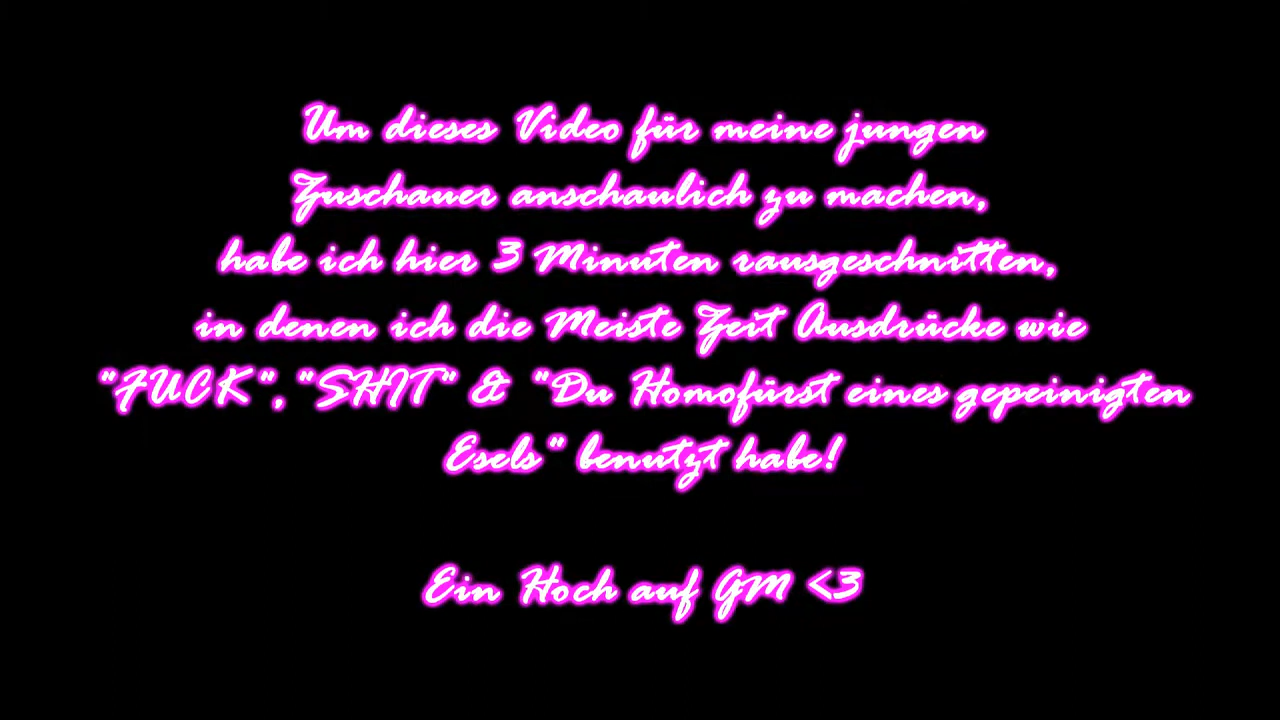 Um dieses Video für meine jungen
Zuschauer anschaulich zu machen,
habe ich hier 3 Minuten rausgeschnitten,
in denen ich die Meiste Zeit Ausdrücke wie
"FUCK", "SHIT" & "Du Homofürst eines gepeinigten
Esels" benutzt habe!
Ein Hoch auf GM <3